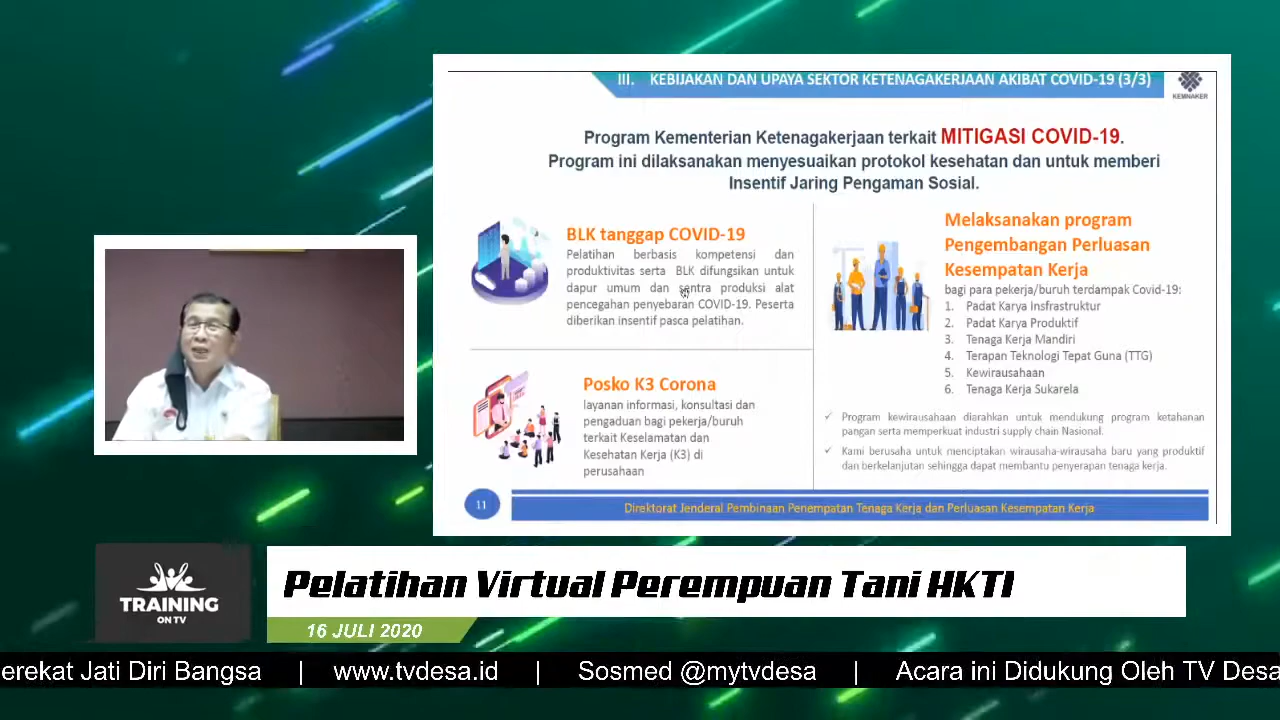 III. KEBIJAKAN DAN UPAYA SEKTOR KETENAGAKERJAAN AKIBAT COVID-19 (3/3)
KEMNAKER
Program Kementerian Ketenagakerjaan terkait MITIGASI COVID-19.
Program ini dilaksanakan menyesuaikan protokol kesehatan dan untuk memberi
Insentif Jaring Pengaman Sosial.
BLK tanggap COVID-19
Pelatihan berbasis kompetensi dan
produktivitas serta BLK difungsikan untuk
dapur umum dan sentra produksi alat
pencegahan penyebaran COVID-19. Peserta
diberikan insentif pasca pelatihan.
Posko K3 Corona
layanan informasi, konsultasi dan
pengaduan bagi pekerja/buruh
terkait Keselamatan dan
Kesehatan Kerja (K3) di
perusahaan
Melaksanakan program
Pengembangan Perluasan
Kesempatan Kerja
bagi para pekerja/buruh terdampak Covid-19:
1. Padat Karya Insfrastruktur
2. Padat Karya Produktif
3. Tenaga Kerja Mandiri
4. Terapan Teknologi Tepat Guna (TTG)
5. Kewirausahaan
6. Tenaga Kerja Sukarela
✓ Program kewirausahaan diarahkan untuk mendukung program ketahanan
pangan serta memperkuat industri supply chain Nasional.
✓ Kami berusaha untuk menciptakan wirausaha-wirausaha baru yang produktif
dan berkelanjutan sehingga dapat membantu penyerapan tenaga kerja.
11
Direktorat Jenderal Pembinaan Penempatan Tenaga Kerja dan Perluasan Kesempatan Kerja
TRAINING
ON TV
Pelatihan Virtual Perempuan Tani HKTI
16 JULI 2020
erekat Jati Diri Bangsa | www.tvdesa.id | Sosmed @mytvdesa | Acara ini Didukung Oleh TV Desa